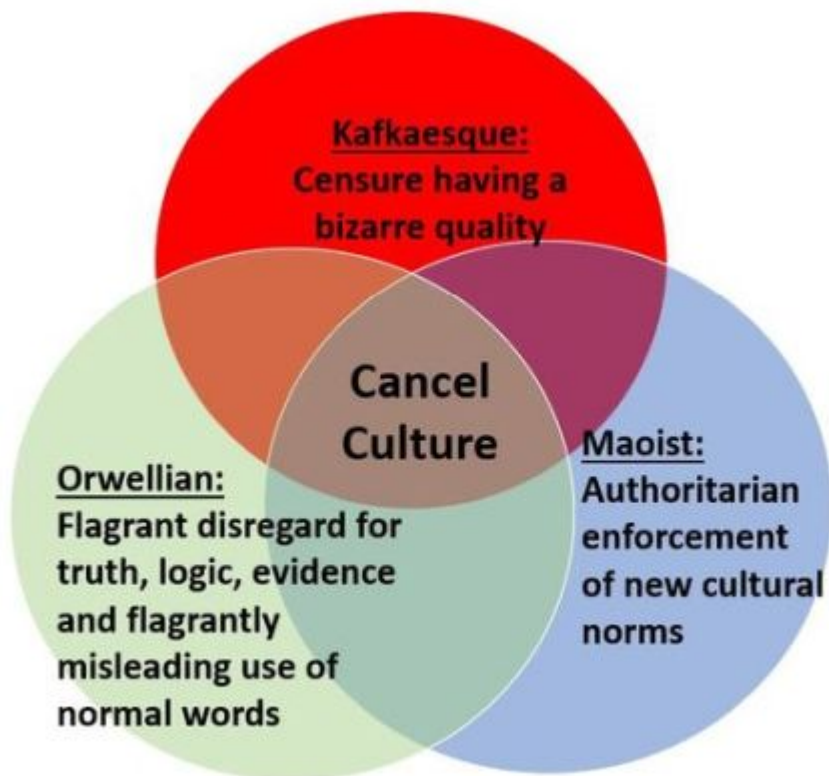 Kafkaesque:
Censure having a
bizarre quality
Cancel
Culture
Orwellian:
Flagrant disregard for
truth, logic, evidence
and flagrantly
misleading use of
normal words
Maoist:
Authoritarian
enforcement
of new cultural
norms